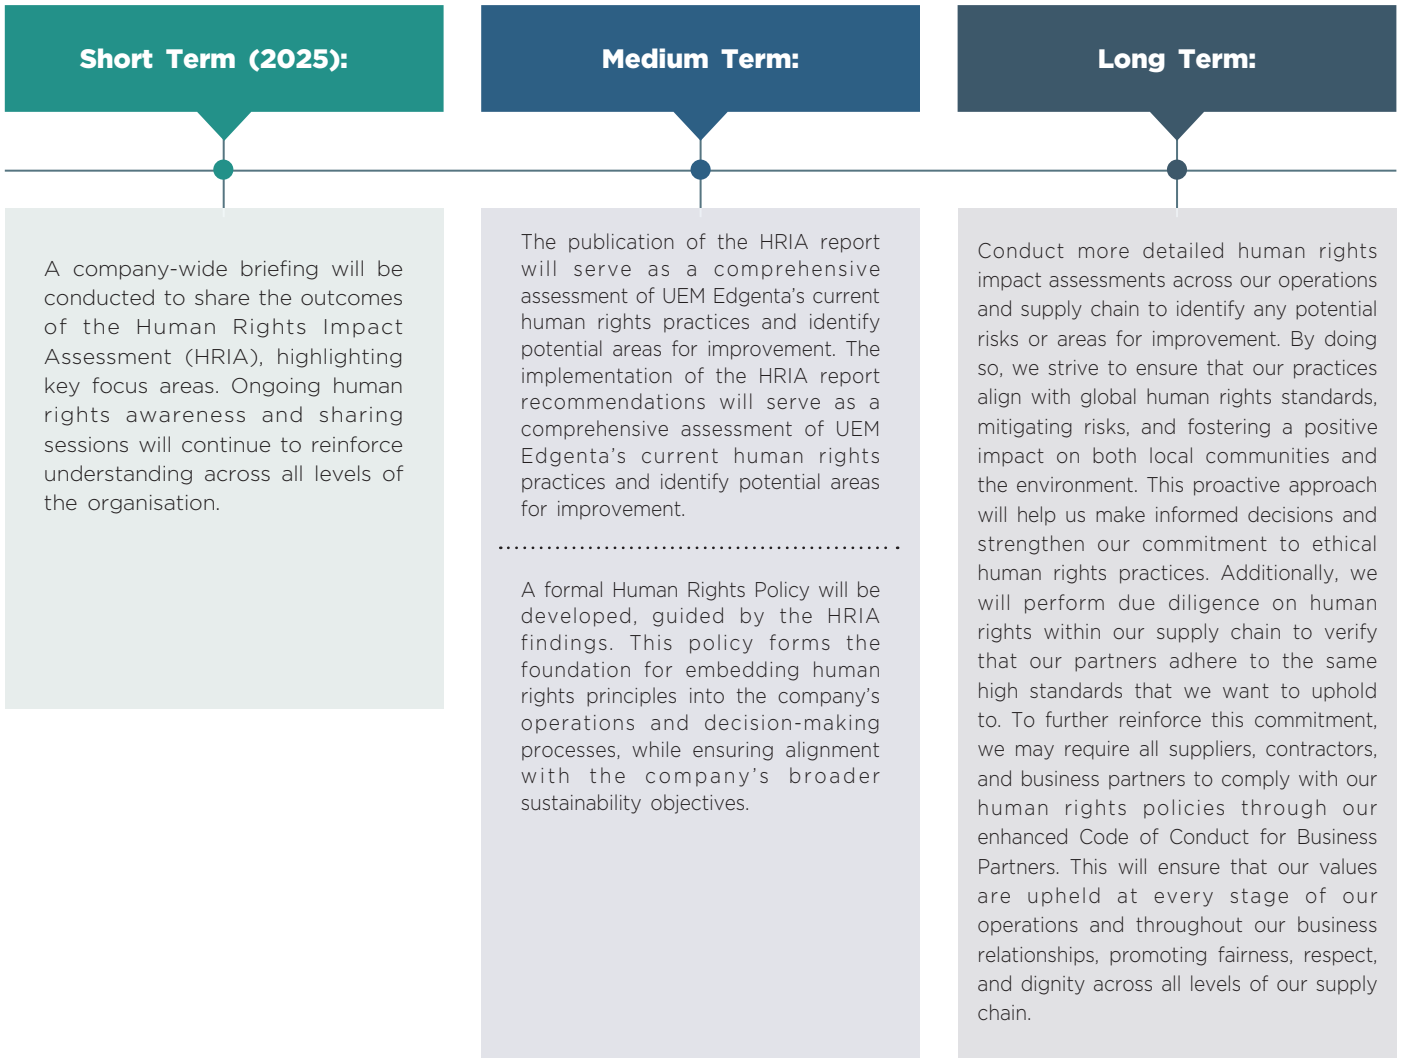 Short Term (2025):
A company-wide briefing will be
conducted to share the outcomes
of the Human Rights Impact
Assessment (HRIA), highlighting
key focus areas. Ongoing human
rights awareness and sharing
sessions will continue to reinforce
understanding across all levels of
the organisation.
Medium Term:
The publication of the HRIA report
will serve as a comprehensive
assessment of UEM Edgenta's current
human rights practices and identify
potential areas for improvement. The
implementation of the HRIA report
recommendations will serve as a
comprehensive assessment of UEM
Edgenta's current human rights
practices and identify potential areas
for improvement.
A formal Human Rights Policy will be
developed, guided by the HRIA
findings. This policy forms the
foundation for embedding human
rights principles into the company's
operations and decision-making
processes, while ensuring alignment
with the company's broader
sustainability objectives.
Long Term:
Conduct more detailed human rights
impact assessments across our operations
and supply chain to identify any potential
risks or areas for improvement. By doing
so, we strive to ensure that our practices
align with global human rights standards,
mitigating risks, and fostering a positive
impact on both local communities and
the environment. This proactive approach
will help us make informed decisions and
strengthen our commitment to ethical
human rights practices. Additionally, we
will perform due diligence on human
rights within our supply chain to verify
that our partners adhere to the same
high standards that we want to uphold
to. To further reinforce this commitment,
we may require all suppliers, contractors,
and business partners to comply with our
human rights policies through our
enhanced Code of Conduct for Business
Partners. This will ensure that our values
are upheld at every stage of our
operations and throughout our business
relationships, promoting fairness, respect,
and dignity across all levels of our supply
chain.